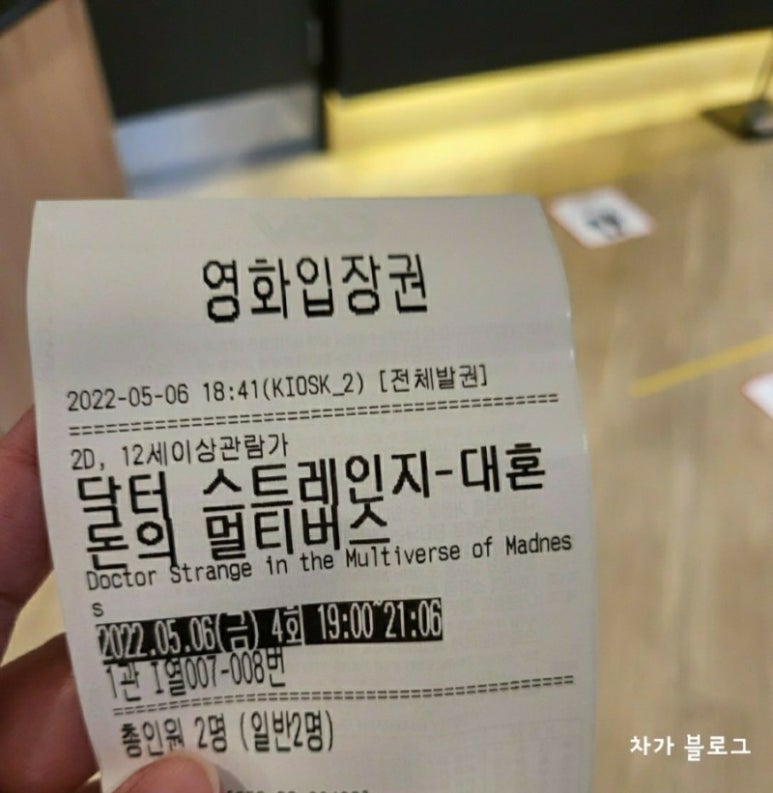 영화입장권
2022-05-06 18:41(KIOSK_2) [전체발권]
2D, 12세이상관람가
닥터 스트레인지-대혼
돈의 멀티버스
Doctor Strange in the Multiverse of Madnes
s
2022.05.06(금) 4회 19:00~21:06
1관 I열007-008번
총인원 2명 (일반2명)
차가 블로그